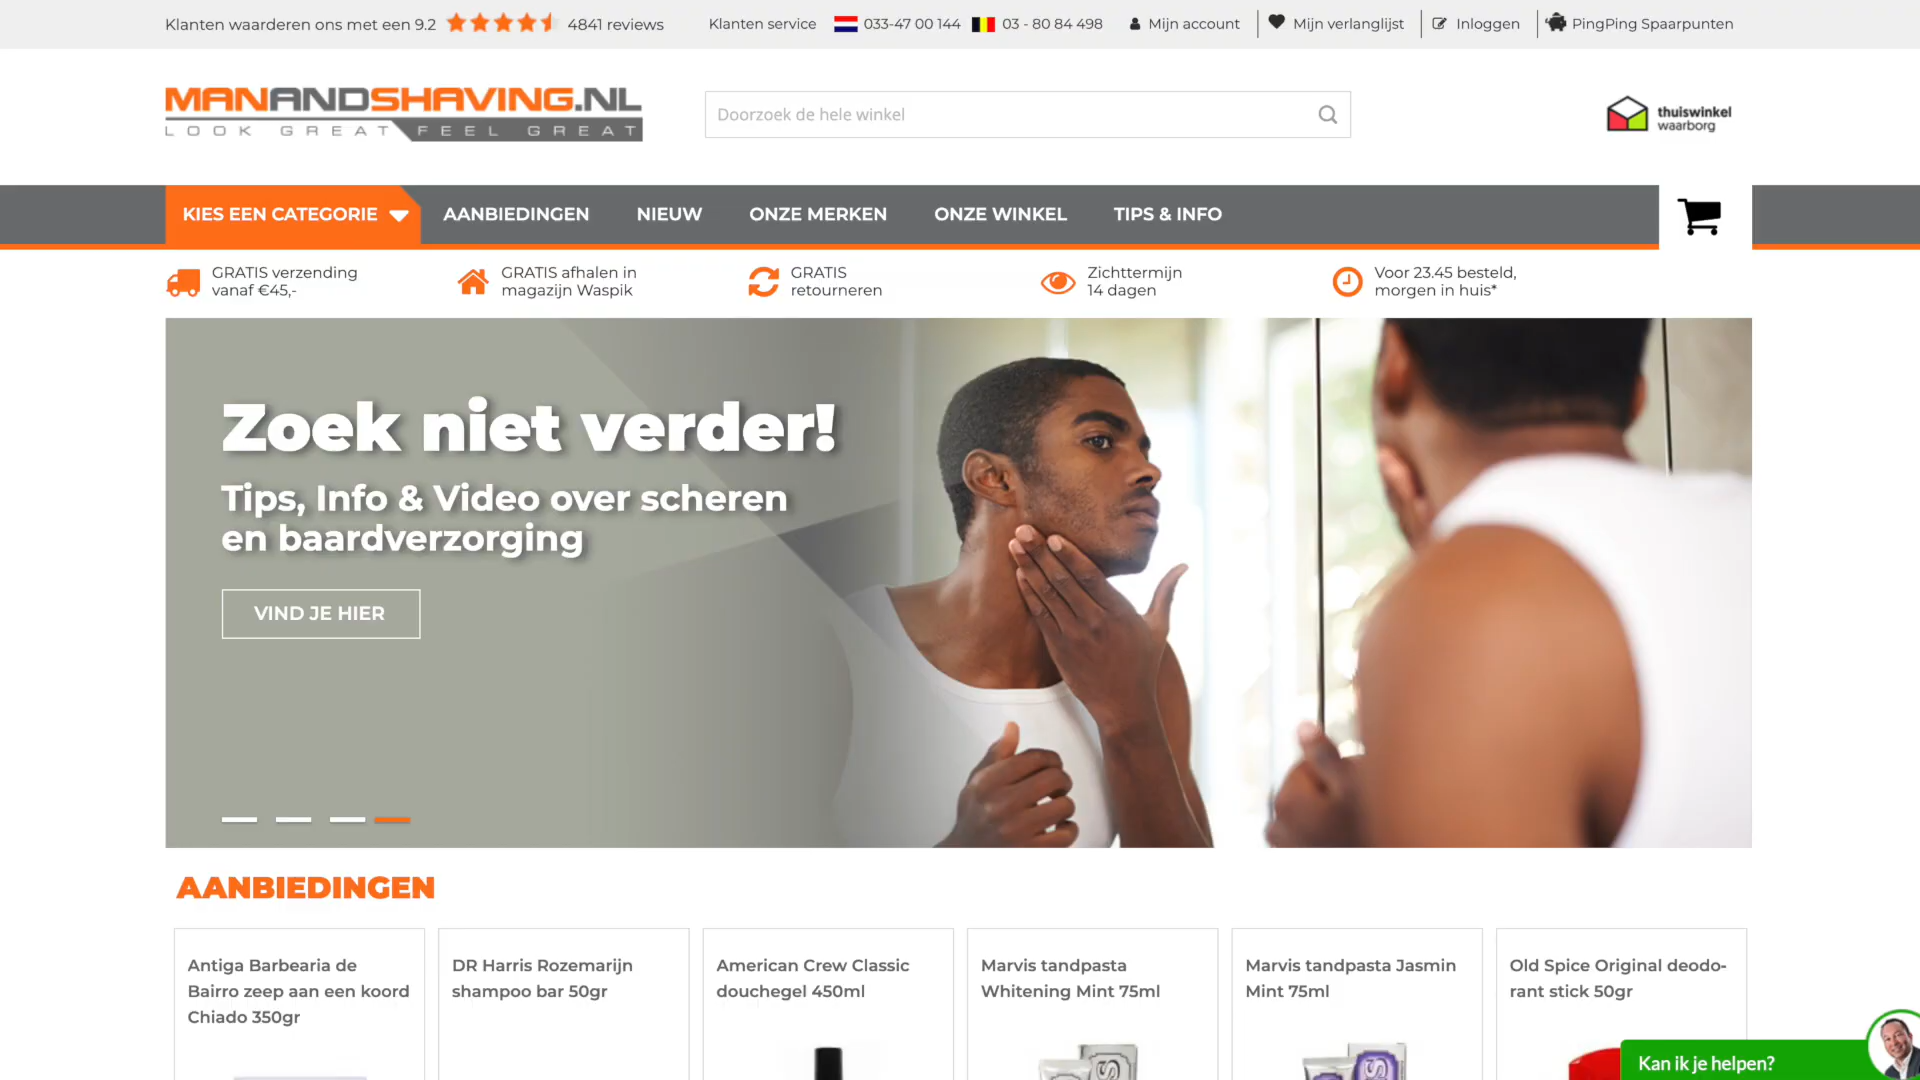 Klanten waarderen ons met een 9.2 4841 reviews Klanten service 033-47 00 144 03 - 80 84 498 Mijn account Mijn verlanglijst Inloggen PingPing Spaarpunten
MANANDSHAVING.NL
LOOK GREAT FEEL GREAT
Doorzoek de hele winkel
thuiswinkel
waarborg
KIES EEN CATEGORIE AANBIEDINGEN NIEUW ONZE MERKEN ONZE WINKEL TIPS & INFO
GRATIS verzending
vanaf €45,-
GRATIS afhalen in
magazijn Waspik
GRATIS
retourneren
Zichttermijn
14 dagen
Voor 23.45 besteld,
morgen in huis*
Zoek niet verder!
Tips, Info & Video over scheren
en baardverzorging
VIND JE HIER
AANBIEDINGEN
Antiga Barbearia de
Bairro zeep aan een koord
Chiado 350gr
DR Harris Rozemarijn
shampoo bar 50gr
American Crew Classic
douchegel 450ml
Marvis tandpasta
Whitening Mint 75ml
Marvis tandpasta Jasmin
Mint 75ml
Old Spice Original deodo-
rant stick 50gr
Kan ik je helpen?